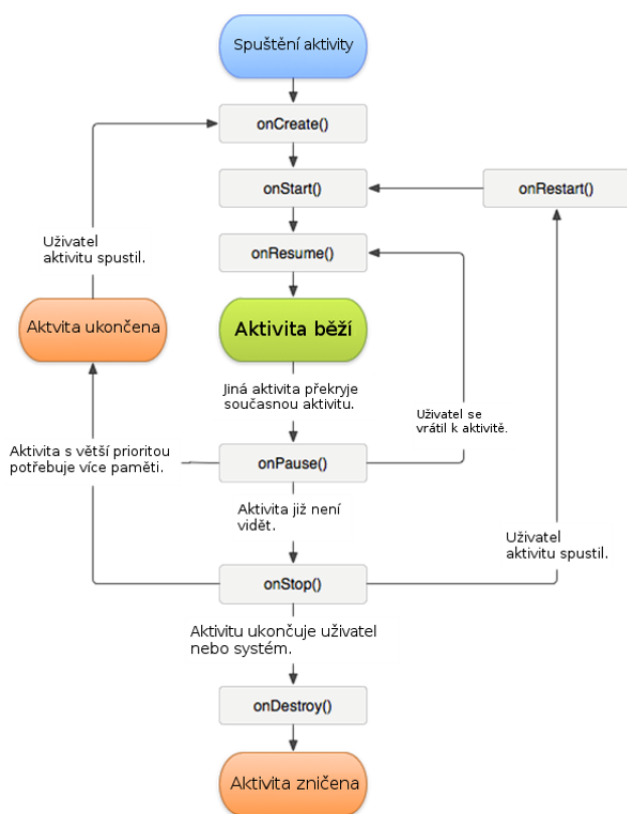 Spuštění aktivity
onCreate()
onStart()
onRestart()
Uživatel
aktivitu spustil.
onResume()
Aktvita ukončena
Aktivita běží
Jiná aktivita překryje
současnou aktivitu.
Uživatel se
vrátil k aktivitě.
Aktivita s větší prioritou
potřebuje více paměti.
onPause()
Aktivita již není
vidět.
Uživatel
aktivitu spustil.
onStop()
Aktivitu ukončuje uživatel
nebo systém.
onDestroy()
Aktivita zničena